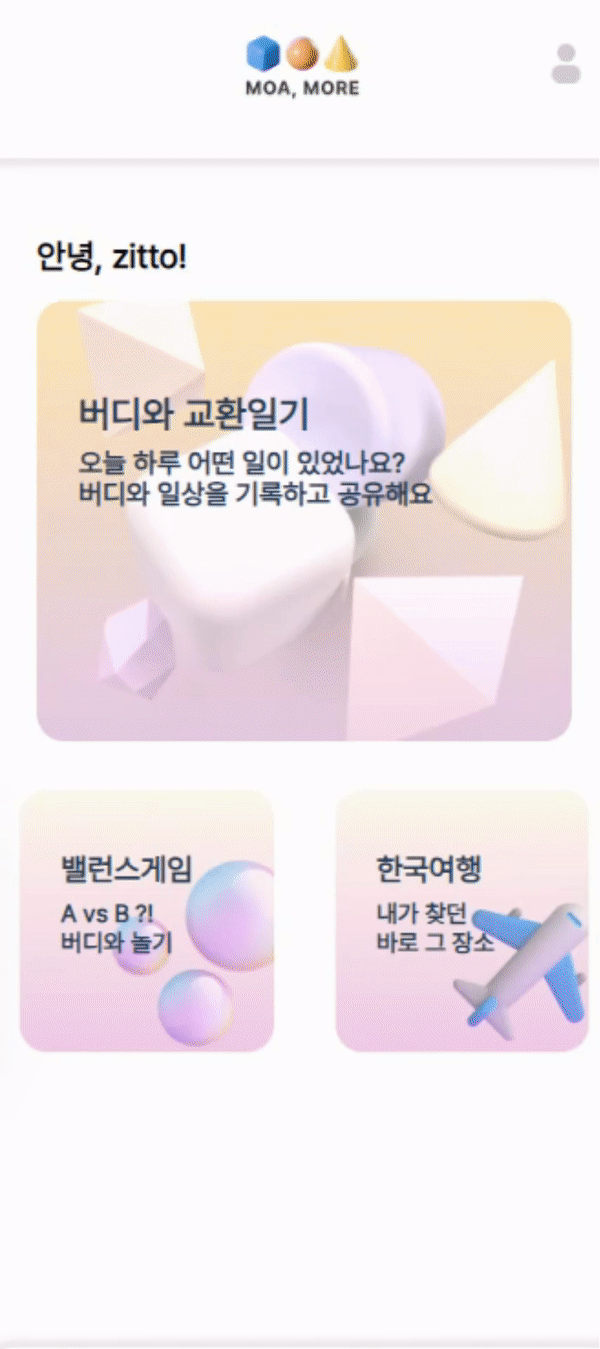 MOA, MORE
안녕, zitto!
버디와 교환일기
오늘 하루 어떤 일이 있었나요?
버디와 일상을 기록하고 공유해요
밸런스게임
A vs B ?!
버디와 놀기
한국여행
내가 찾던
바로 그 장소